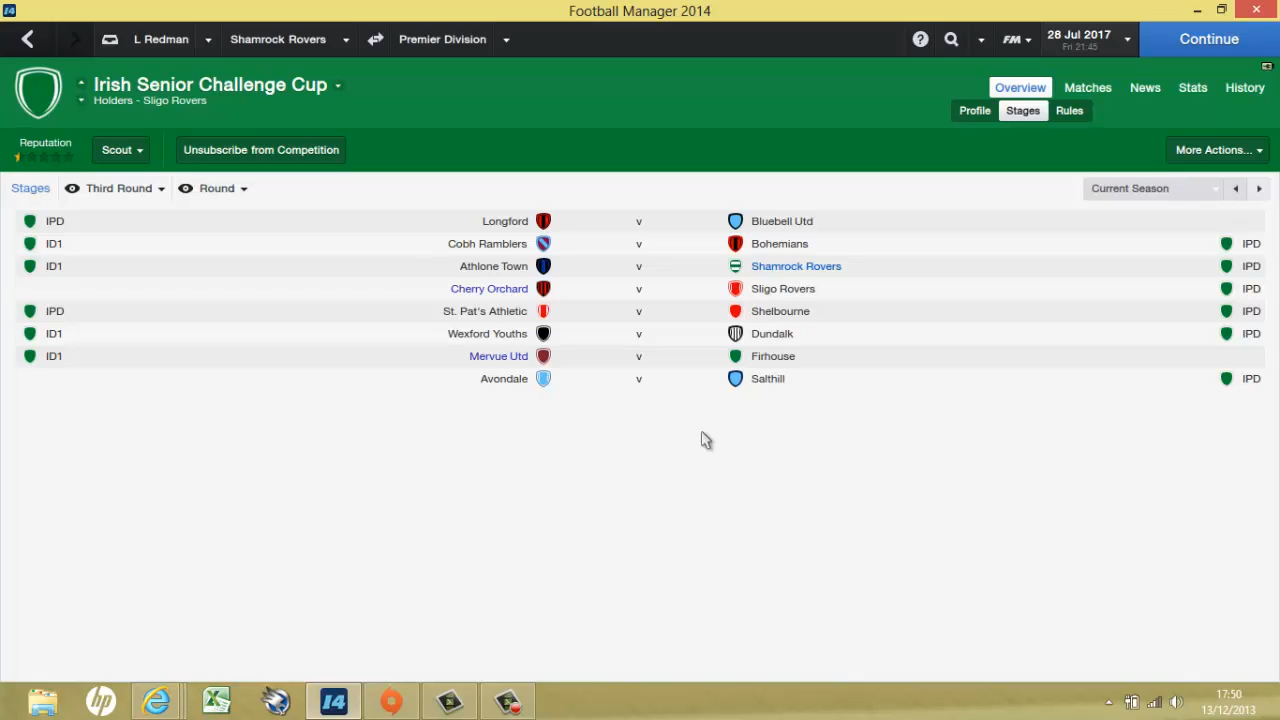 Football Manager 2014
L Redman Shamrock Rovers Premier Division ? FM 28 Jul 2017 Continue
Fri 21:45
Irish Senior Challenge Cup
Holders - Sligo Rovers
Overview Matches News Stats History
Profile Stages Rules
Reputation
Scout Unsubscribe from Competition More Actions...
Stages Third Round Round Current Season
IPD Longford v Bluebell Utd
ID1 Cobh Ramblers v Bohemians IPD
ID1 Athlone Town v Shamrock Rovers IPD
Cherry Orchard v Sligo Rovers IPD
IPD St. Pat's Athletic v Shelbourne IPD
ID1 Wexford Youths v Dundalk IPD
ID1 Mervue Utd v Firhouse
Avondale v Salthill IPD
hp 14 17:50
13/12/2013